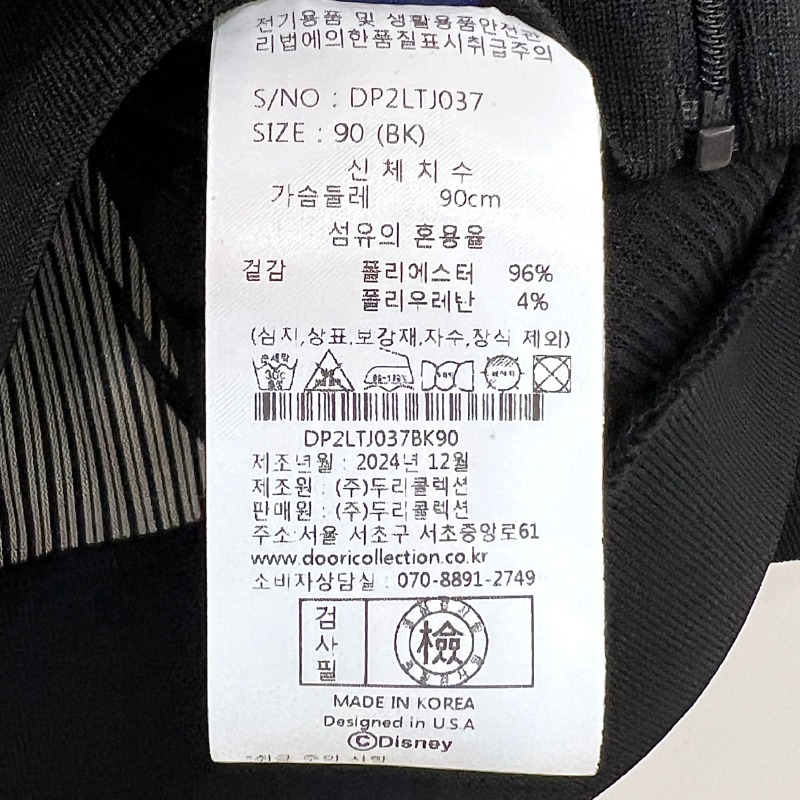 전기용품 및 생활용품안전관
리법에의한품질표시취급주의
S/NO : DP2LTJ037
SIZE : 90 (BK)
신 체 치 수
가슴둘레 90cm
섬유의 혼용율
겉감 폴리에스터 96%
폴리우레탄 4%
(심지,상표,보강재,자수,장식 제외)
손세탁
30℃
DP2LTJ037BK90
제조년월 : 2024년 12월
제조원 : (주)두리콜렉션
판매원 : (주)두리콜렉션
주소:서울 서초구 서초중앙로61
www.dooricollection.co.kr
소비자상담실 : 070-8891-2749
검사필
檢
MADE IN KOREA
Designed in U.S.A
©Disney